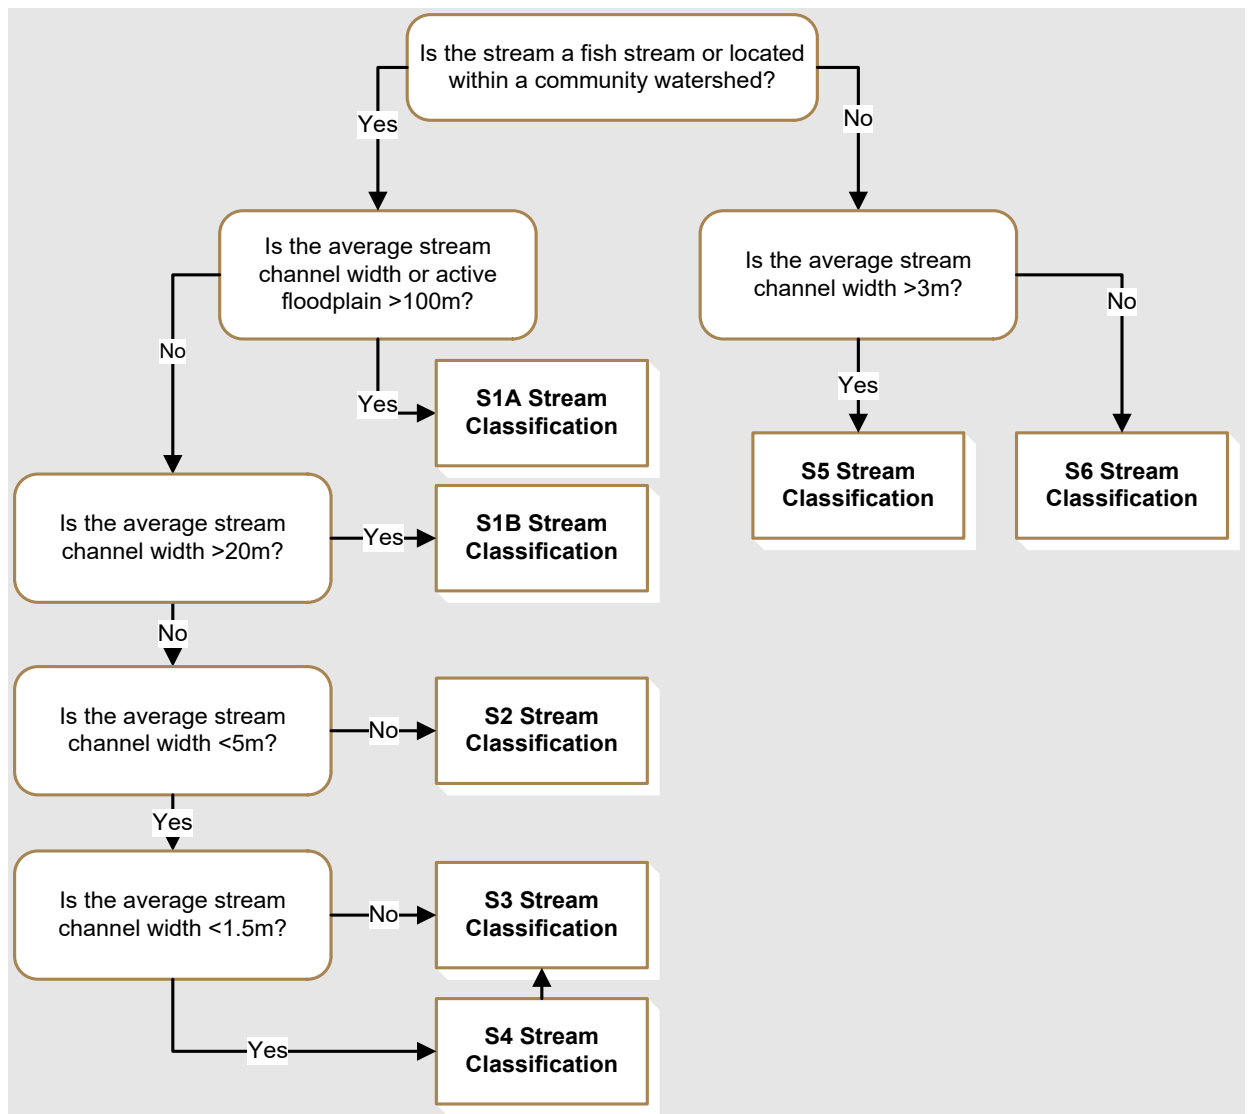 Is the stream a fish stream or located
within a community watershed?
Yes
No
Is the average stream
channel width or active
floodplain >100m?
Is the average stream
channel width >3m?
No
Yes
S1A Stream
Classification
Yes
No
S5 Stream
Classification
S6 Stream
Classification
Is the average stream
channel width >20m?
Yes
S1B Stream
Classification
No
Is the average stream
channel width <5m?
No
S2 Stream
Classification
Yes
Is the average stream
channel width <1.5m?
No
S3 Stream
Classification
Yes
S4 Stream
Classification